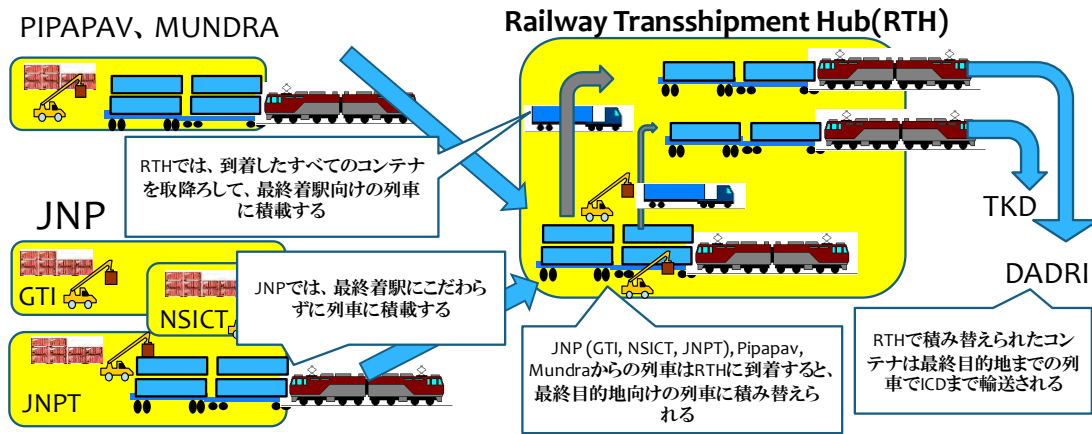 PIPAPAV、MUNDRA
Railway Transshipment Hub(RTH)
RTHでは、到着したすべてのコンテナ
を取降ろして、最終着駅向けの列車
に積載する
JNP
GTI
NSICT
JNPT
JNPでは、最終着駅にこだわら
ずに列車に積載する
JNP (GTI, NSICT, JNPT), Pipapav,
Mundraからの列車はRTHに到着すると、
最終目的地向けの列車に積み替えら
れる
TKD
DADRI
RTHで積み替えられたコン
テナは最終目的地までの列
車でICDまで輸送される